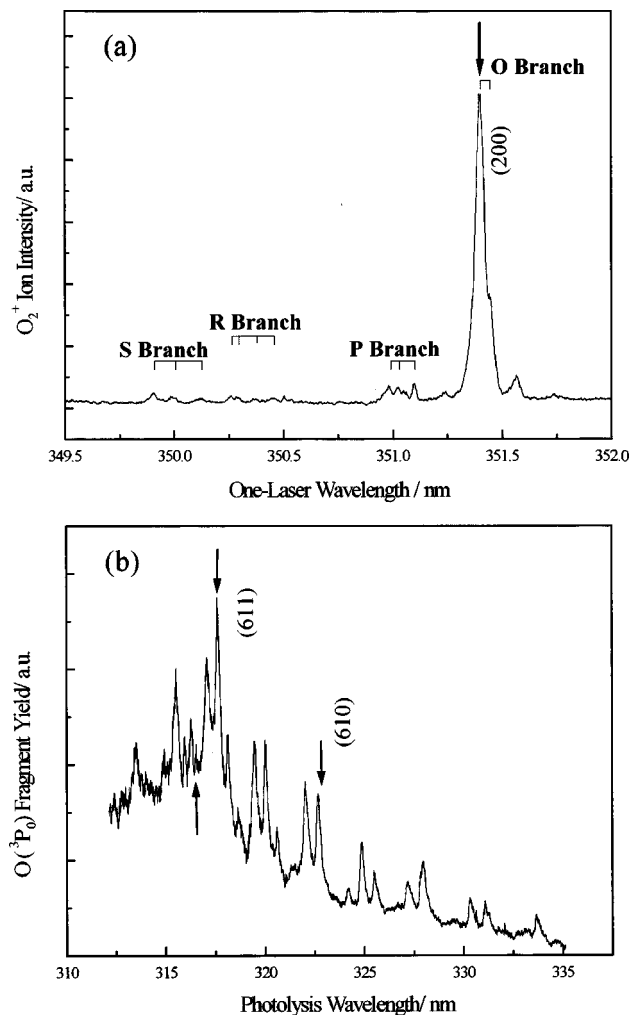 (a)
O Branch
(200)
R Branch
S Branch
P Branch
O₂⁺ Ion Intensity/ a.u.
349.5 350.0 350.5 351.0 351.5 352.0
One-Laser Wavelength / nm
(b)
(611)
(610)
O(³P₀) Fragment Yield/ a.u.
310 315 320 325 330 335
Photolysis Wavelength/ nm